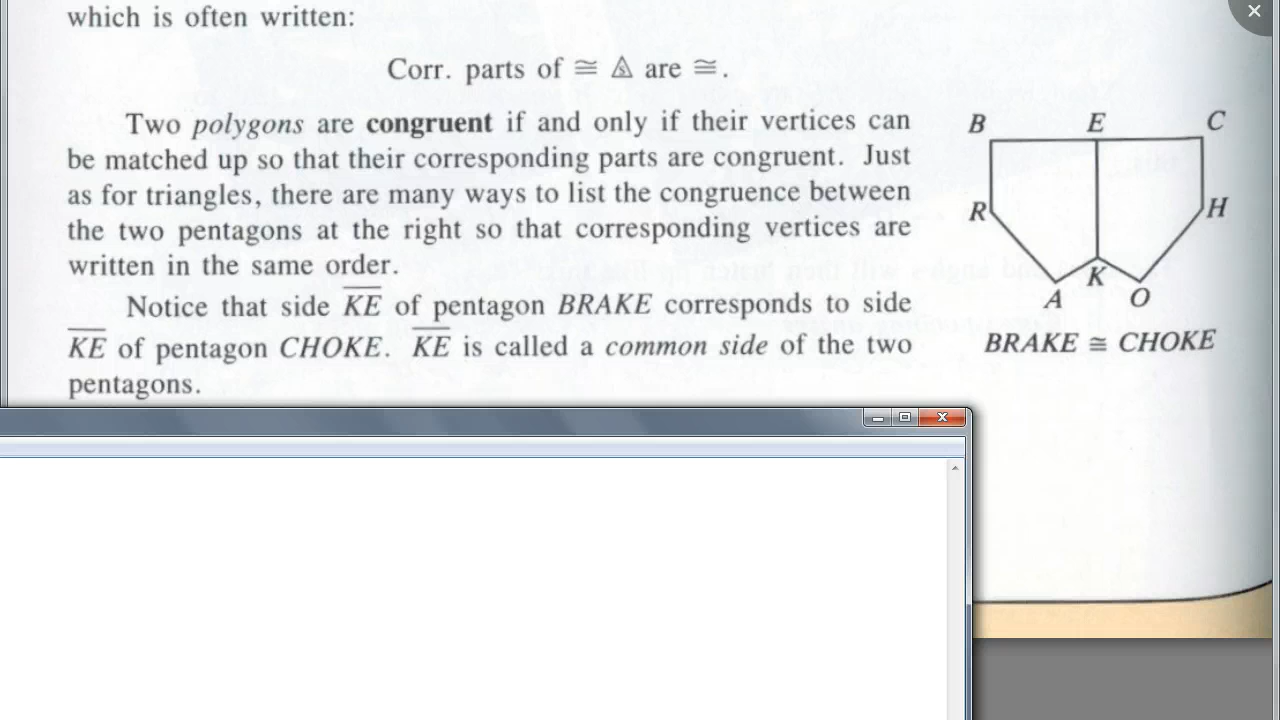 which is often written:
Corr. parts of ≅ △s are ≅.
Two polygons are congruent if and only if their vertices can
be matched up so that their corresponding parts are congruent. Just
as for triangles, there are many ways to list the congruence between
the two pentagons at the right so that corresponding vertices are
written in the same order.
Notice that side KE of pentagon BRAKE corresponds to side
KE of pentagon CHOKE. KE is called a common side of the two
pentagons.
B E C
R H
K
A O
BRAKE ≅ CHOKE